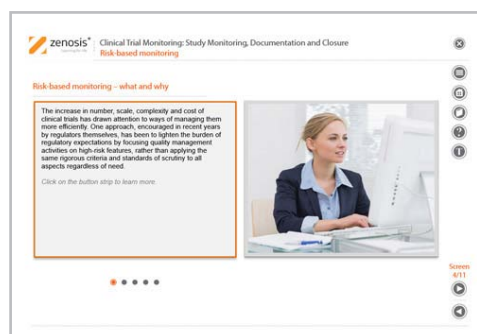 zenosis®
Clinical Trial Monitoring: Study Monitoring, Documentation and Closure
Risk-based monitoring
Risk-based monitoring – what and why
The increase in number, scale, complexity and cost of
clinical trials has drawn attention to ways of managing them
more efficiently. One approach, encouraged in recent years
by regulators themselves, has been to lighten the burden of
regulatory expectations by focusing quality management
activities on high-risk features, rather than applying the
same rigorous criteria and standards of scrutiny to all
aspects regardless of need.
Click on the button strip to learn more.
Screen
4/11